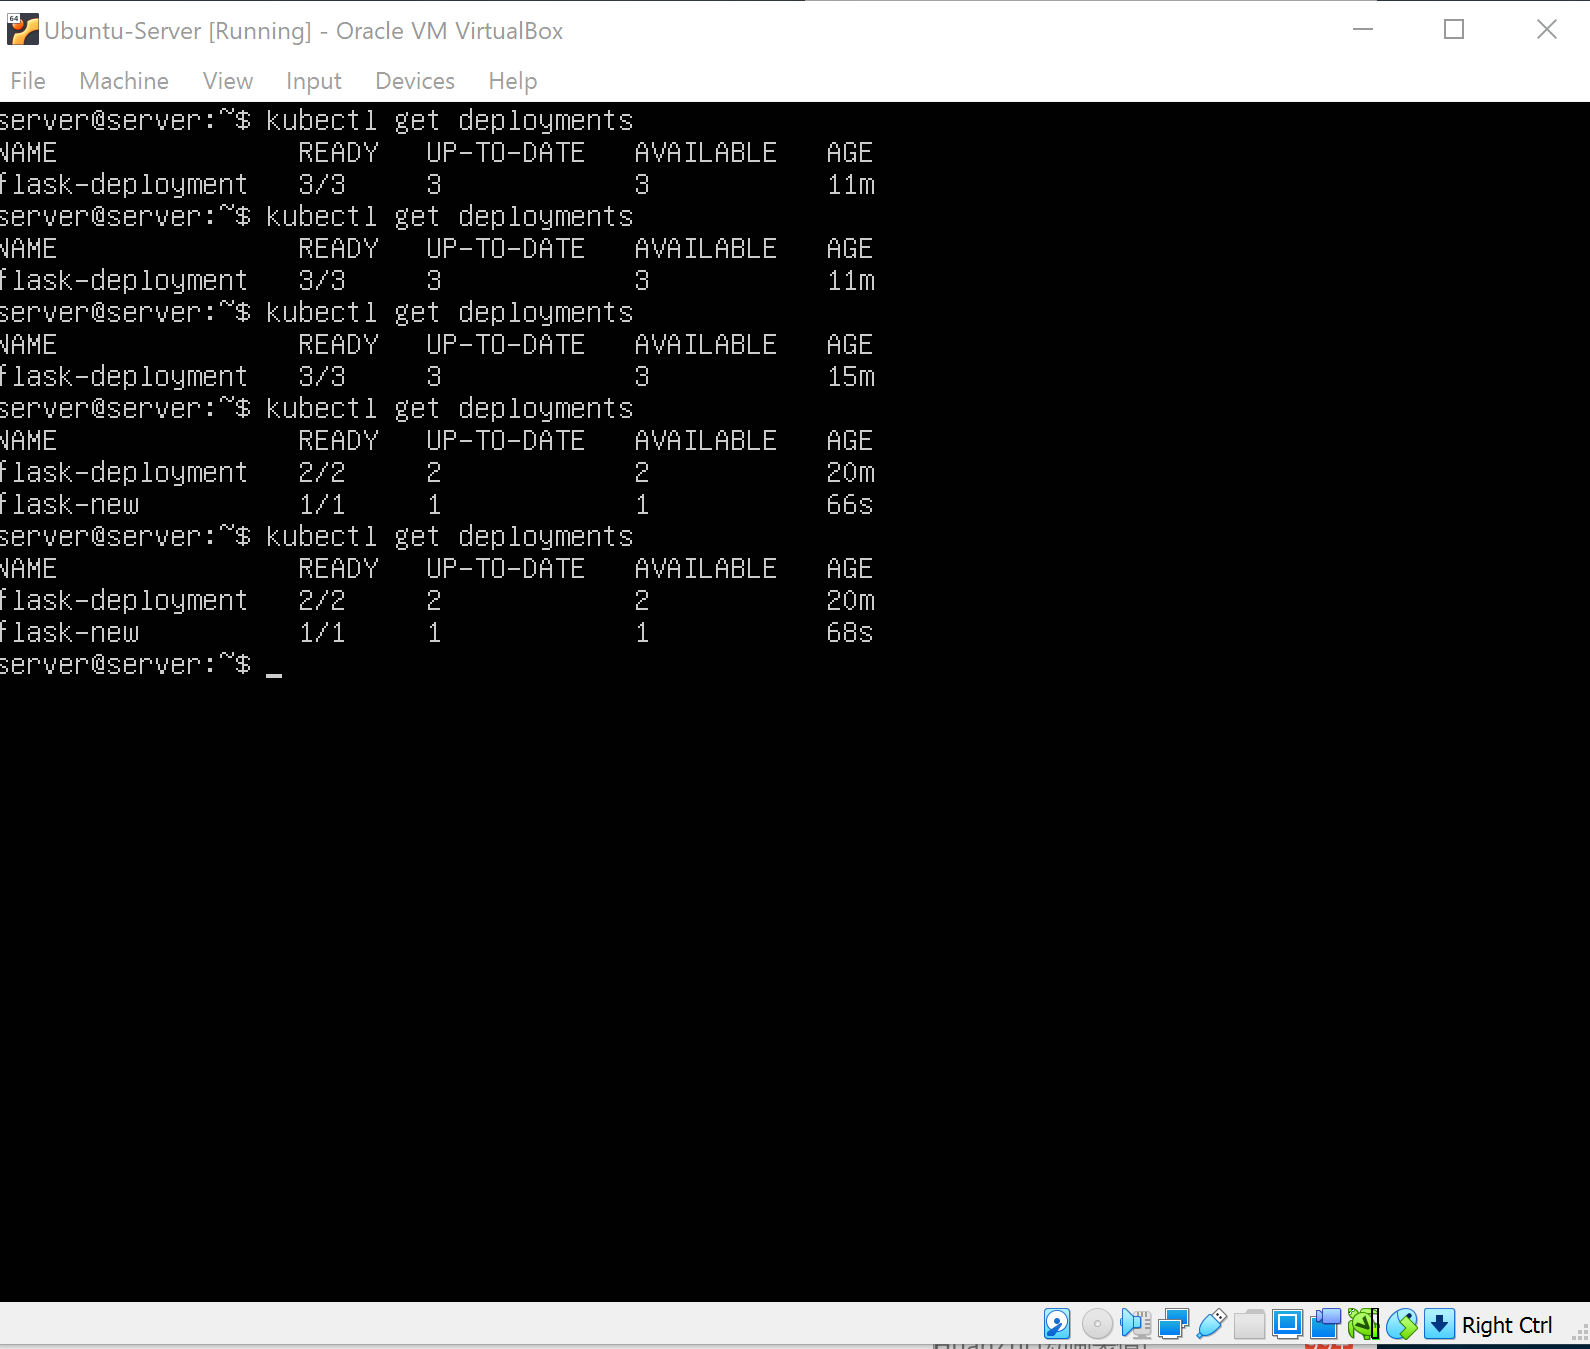 64
Ubuntu-Server [Running] - Oracle VM VirtualBox
File Machine View Input Devices Help
server@server:~$ kubectl get deployments
NAME READY UP-TO-DATE AVAILABLE AGE
flask-deployment 3/3 3 3 11m
server@server:~$ kubectl get deployments
NAME READY UP-TO-DATE AVAILABLE AGE
flask-deployment 3/3 3 3 11m
server@server:~$ kubectl get deployments
NAME READY UP-TO-DATE AVAILABLE AGE
flask-deployment 3/3 3 3 15m
server@server:~$ kubectl get deployments
NAME READY UP-TO-DATE AVAILABLE AGE
flask-deployment 2/2 2 2 20m
flask-new 1/1 1 1 66s
server@server:~$ kubectl get deployments
NAME READY UP-TO-DATE AVAILABLE AGE
flask-deployment 2/2 2 2 20m
flask-new 1/1 1 1 68s
server@server:~$ _
Right Ctrl